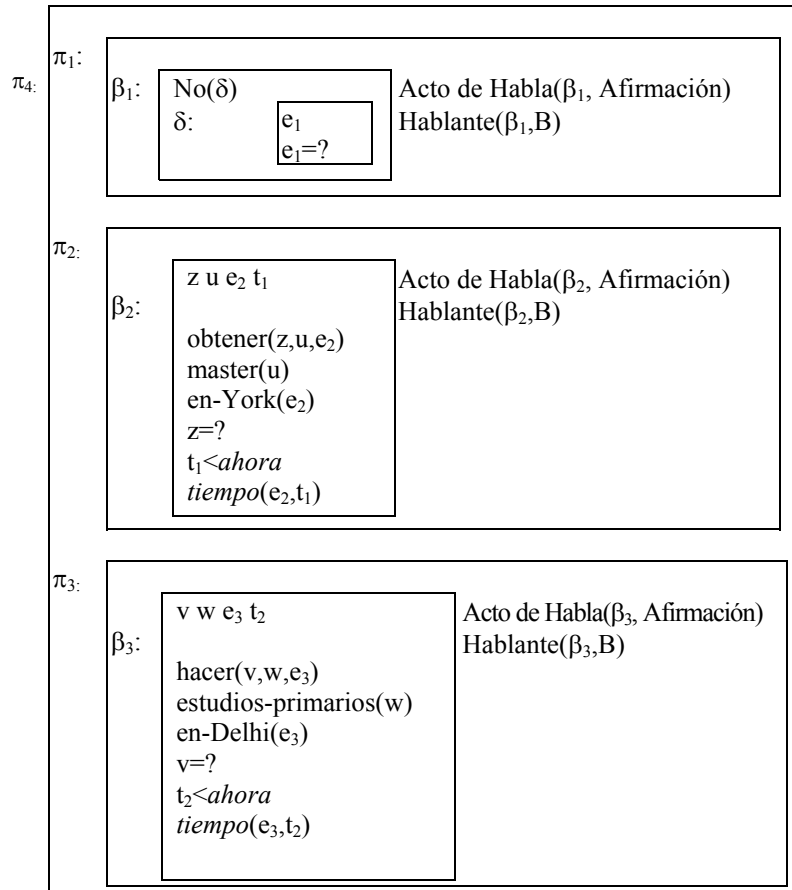 π₁:
π₄:
β₁: No(δ) Acto de Habla(β₁, Afirmación)
δ: e₁ Hablante(β₁,B)
e₁=?
π₂:
z u e₂ t₁ Acto de Habla(β₂, Afirmación)
β₂: Hablante(β₂,B)
obtener(z,u,e₂)
master(u)
en-York(e₂)
z=?
t₁<ahora
tiempo(e₂,t₁)
π₃:
v w e₃ t₂ Acto de Habla(β₃, Afirmación)
β₃: Hablante(β₃,B)
hacer(v,w,e₃)
estudios-primarios(w)
en-Delhi(e₃)
v=?
t₂<ahora
tiempo(e₃,t₂)